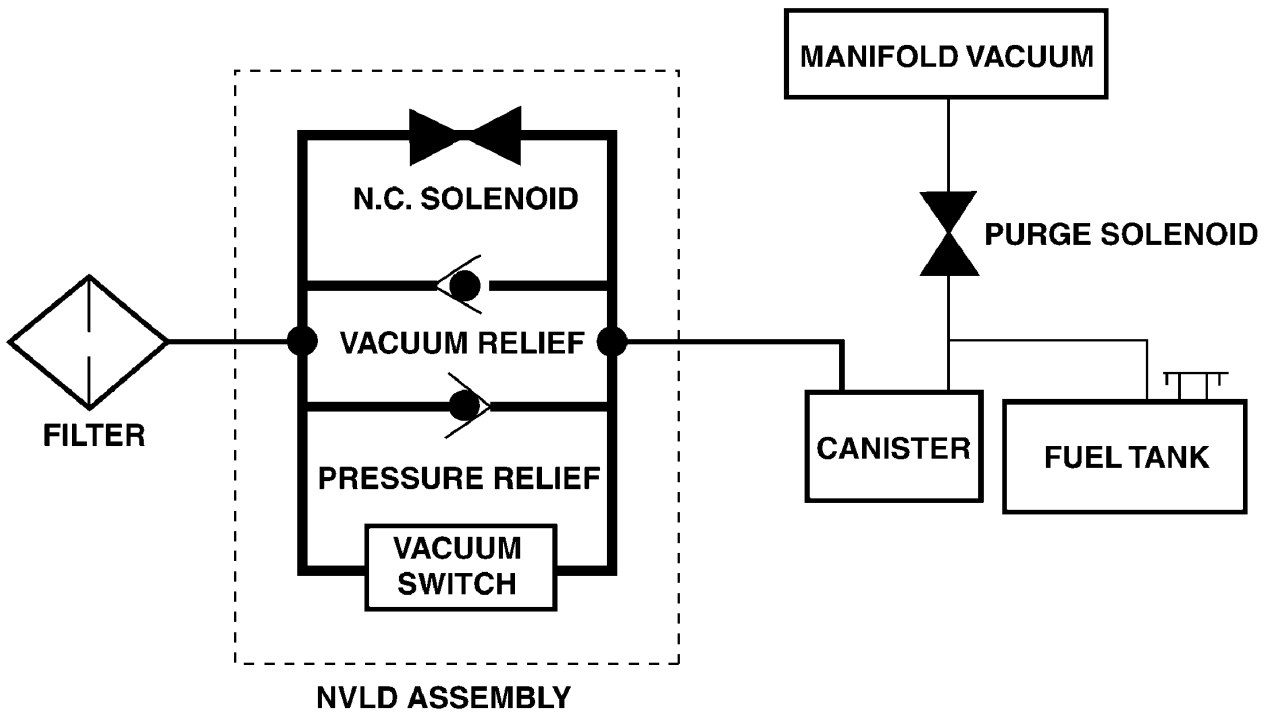 MANIFOLD VACUUM
N.C. SOLENOID
PURGE SOLENOID
VACUUM RELIEF
FILTER
CANISTER
FUEL TANK
PRESSURE RELIEF
VACUUM
SWITCH
NVLD ASSEMBLY